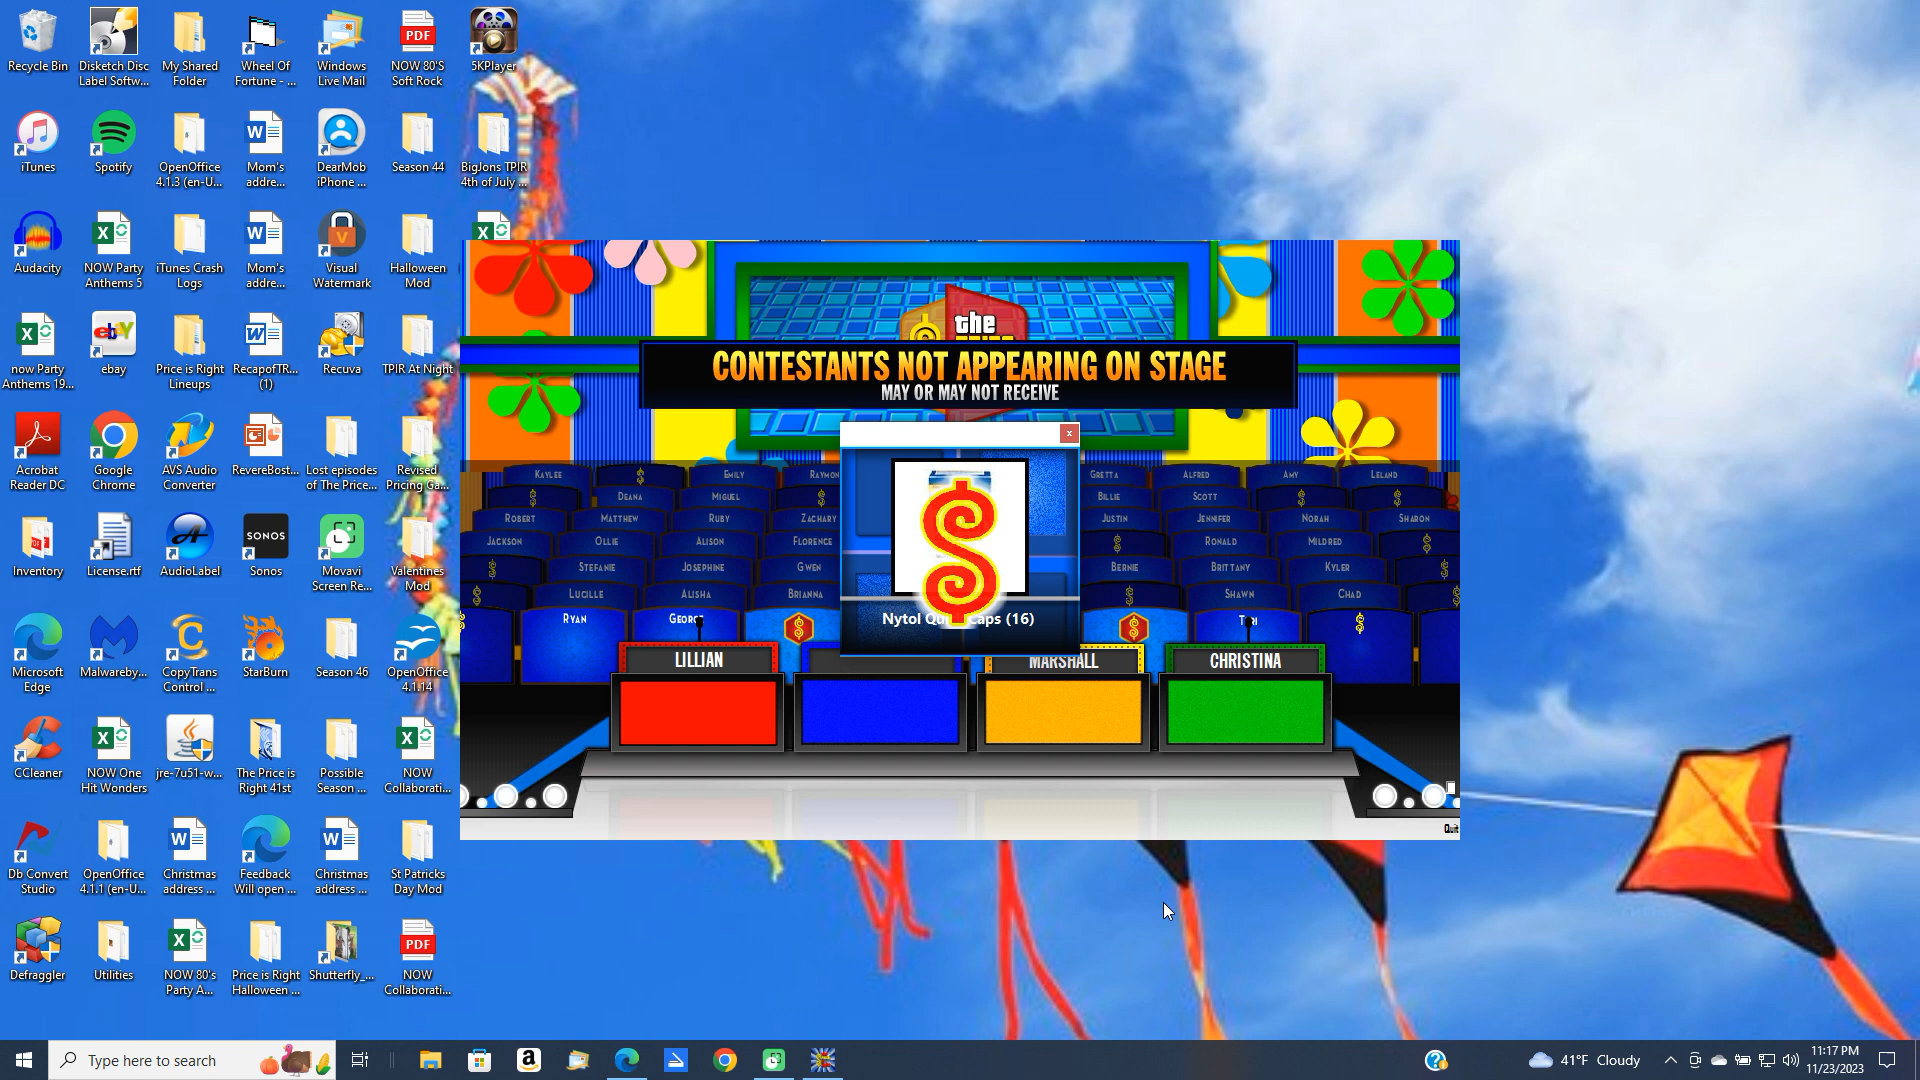 Recycle Bin
Disketch Disc
Label Softw...
My Shared
Folder
Wheel Of
Fortune - ...
Windows
Live Mail
PDF
NOW 80'S
Soft Rock
5KPlayer
iTunes
Spotify
OpenOffice
4.1.3 (en-U...
Mom's
addre...
DearMob
iPhone ...
Season 44
BigJons TPIR
4th of July ...
Audacity
NOW Party
Anthems 5
iTunes Crash
Logs
Mom's
addre...
Visual
Watermark
Halloween
Mod
now Party
Anthems 19...
ebay
ebay
Price is Right
Lineups
RecapofTR...
(1)
Recuva
TPIR At Night
Acrobat
Reader DC
Google
Chrome
AVS Audio
Converter
RevereBost...
Lost episodes
of The Price...
Revised
Pricing Ga...
Inventory
License.rtf
AudioLabel
SONOS
Sonos
Movavi
Screen Re...
Valentines
Mod
Microsoft
Edge
Malwareby...
CopyTrans
Control ...
StarBurn
Season 46
OpenOffice
4.1.14
CCleaner
NOW One
Hit Wonders
jre-7u51-w...
The Price is
Right 41st
Possible
Season ...
NOW
Collaborati...
Db Convert
Studio
OpenOffice
4.1.1 (en-U...
Christmas
address ...
Feedback
Will open ...
Christmas
address ...
St Patricks
Day Mod
Defraggler
Utilities
NOW 80's
Party A...
Price is Right
Halloween ...
Shutterfly_...
PDF
NOW
Collaborati...
the
CONTESTANTS NOT APPEARING ON STAGE
MAY OR MAY NOT RECEIVE
KAYLEE EMILY RAYMON GRETTA ALFRED AMY LELAND
DEANA MIGUEL BILLIE SCOTT
ROBERT MATTHEW RUBY ZACHARY JUSTIN JENNIFER NORAH SHARON
JACKSON OLLIE ALISON FLORENCE RONALD MILDRED
STEFANIE JOSEPHINE GWEN BERNIE BRITTANY KYLER
LUCILLE ALISHA BRIANNA SHAWN CHAD
RYAN GEORG
Nytol Qu caps (16)
LILLIAN MARSHALL CHRISTINA
Quit
Type here to search
41°F Cloudy
11:17 PM
11/23/2023